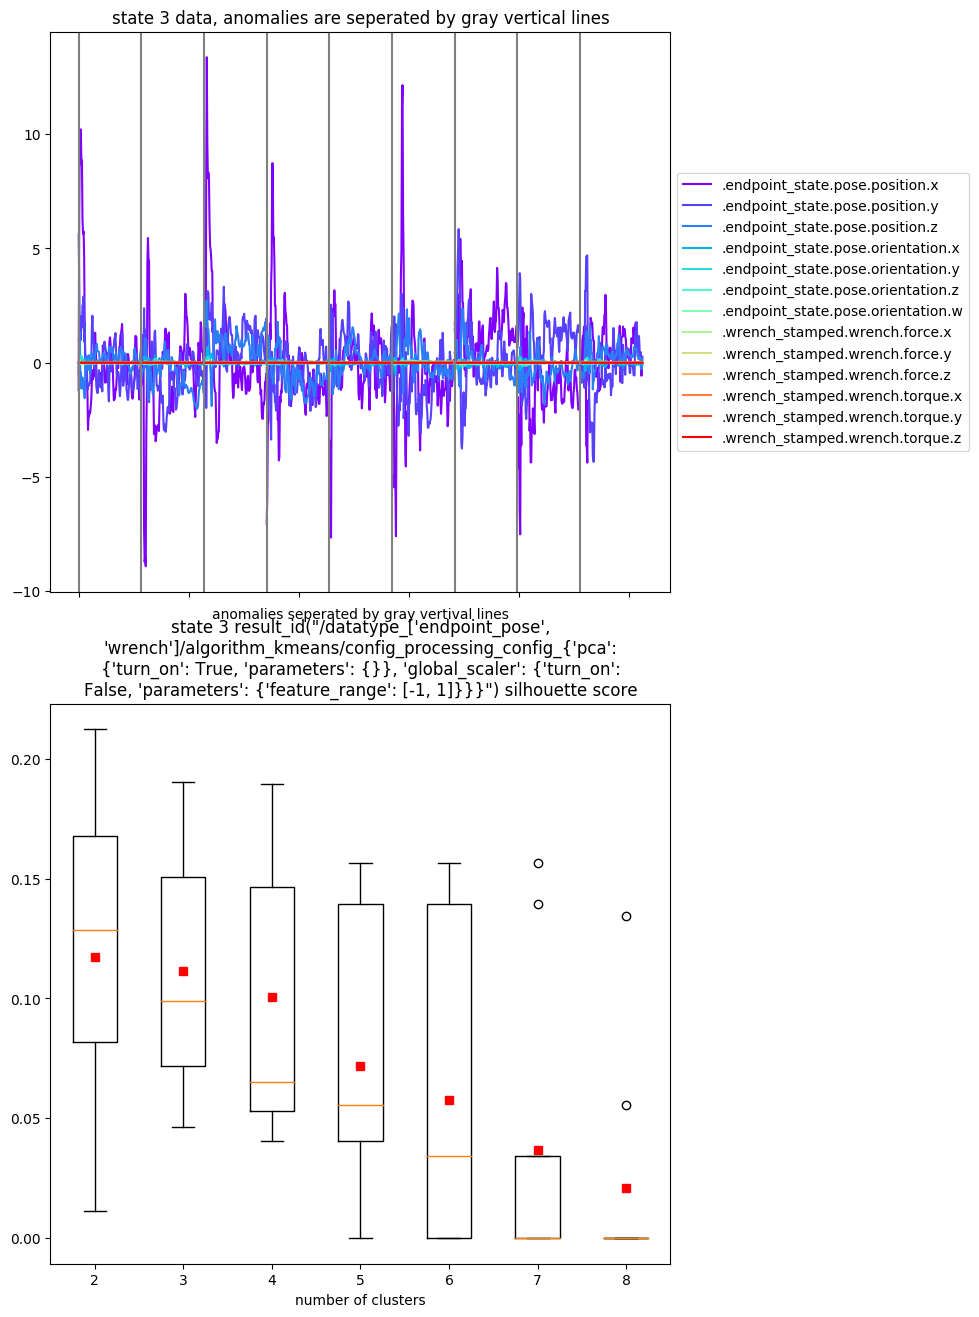 state 3 data, anomalies are seperated by gray vertical lines
10
5
0
−5
−10
.endpoint_state.pose.position.x
.endpoint_state.pose.position.y
.endpoint_state.pose.position.z
.endpoint_state.pose.orientation.x
.endpoint_state.pose.orientation.y
.endpoint_state.pose.orientation.z
.endpoint_state.pose.orientation.w
.wrench_stamped.wrench.force.x
.wrench_stamped.wrench.force.y
.wrench_stamped.wrench.force.z
.wrench_stamped.wrench.torque.x
.wrench_stamped.wrench.torque.y
.wrench_stamped.wrench.torque.z
anomalies seperated by gray vertival lines
state 3 result_id("/datatype_['endpoint_pose',
'wrench']/algorithm_kmeans/config_processing_config_{'pca':
{'turn_on': True, 'parameters': {}}, 'global_scaler': {'turn_on':
False, 'parameters': {'feature_range': [-1, 1]}}}") silhouette score
0.20
0.15
0.10
0.05
0.00
2 3 4 5 6 7 8
number of clusters